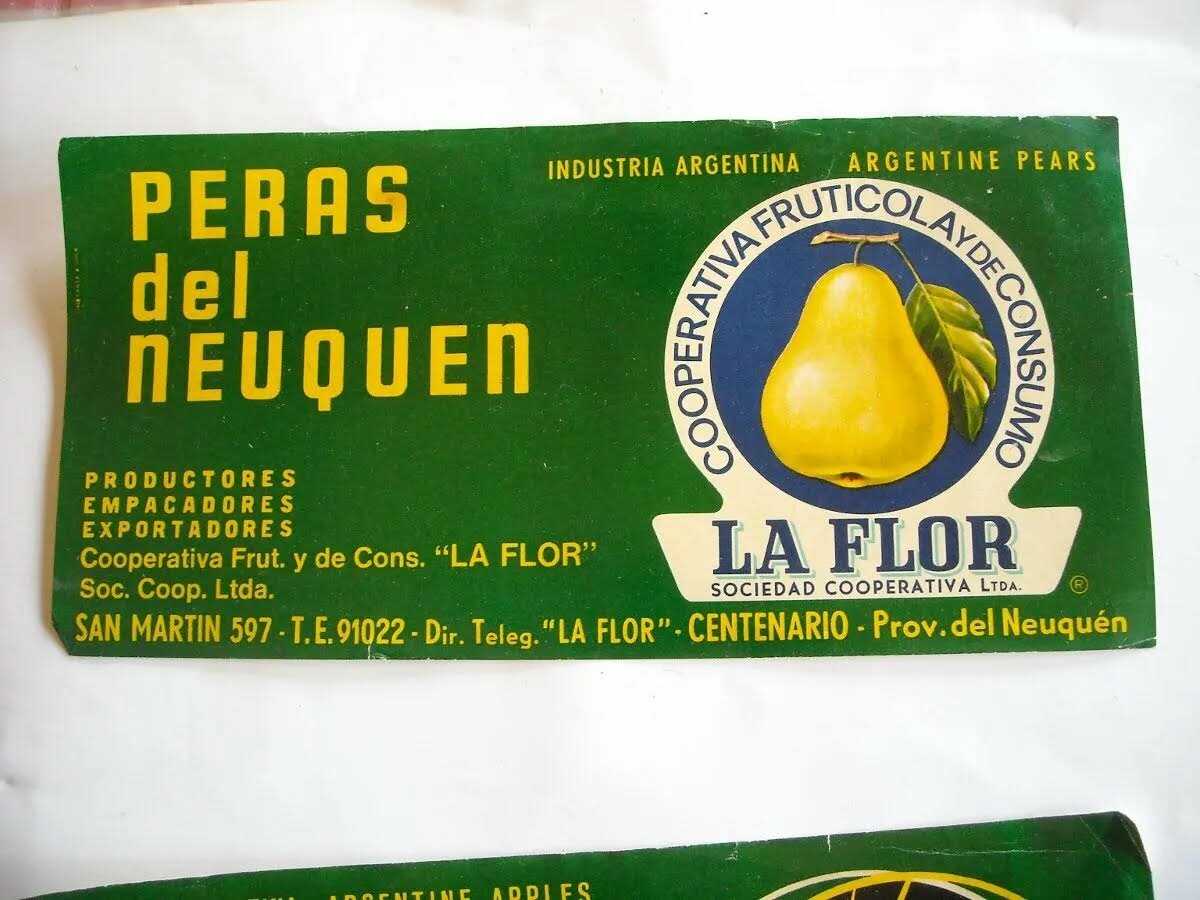 PERAS
del
NEUQUEN
INDUSTRIA ARGENTINA ARGENTINE PEARS
COOPERATIVA FRUTICOLA Y DE CONSUMO
LA FLOR
SOCIEDAD COOPERATIVA LTDA.
®
PRODUCTORES
EMPACADORES
EXPORTADORES
Cooperativa Frut. y de Cons. "LA FLOR"
Soc. Coop. Ltda.
SAN MARTIN 597 - T.E. 91022 - Dir. Teleg. "LA FLOR" - CENTENARIO - Prov. del Neuquén
ARGENTINE APPLES